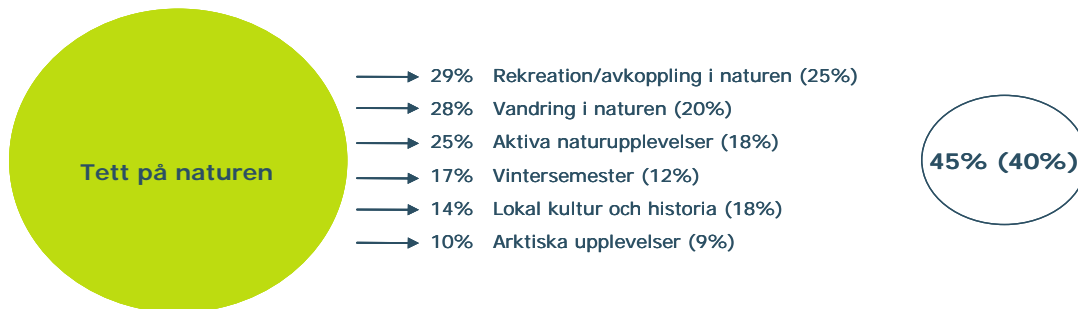 Tett på naturen
29% Rekreation/avkoppling i naturen (25%)
28% Vandring i naturen (20%)
25% Aktiva naturupplevelser (18%)
17% Vintersemester (12%)
14% Lokal kultur och historia (18%)
10% Arktiska upplevelser (9%)
45% (40%)